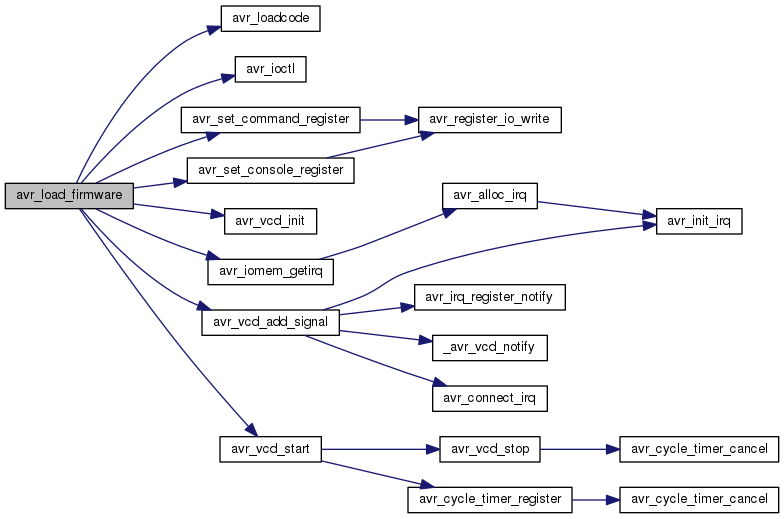 avr_loadcode
avr_ioctl
avr_set_command_register
avr_register_io_write
avr_set_console_register
avr_load_firmware
avr_alloc_irq
avr_vcd_init
avr_init_irq
avr_iomem_getirq
avr_irq_register_notify
avr_vcd_add_signal
_avr_vcd_notify
avr_connect_irq
avr_vcd_start
avr_vcd_stop
avr_cycle_timer_cancel
avr_cycle_timer_register
avr_cycle_timer_cancel